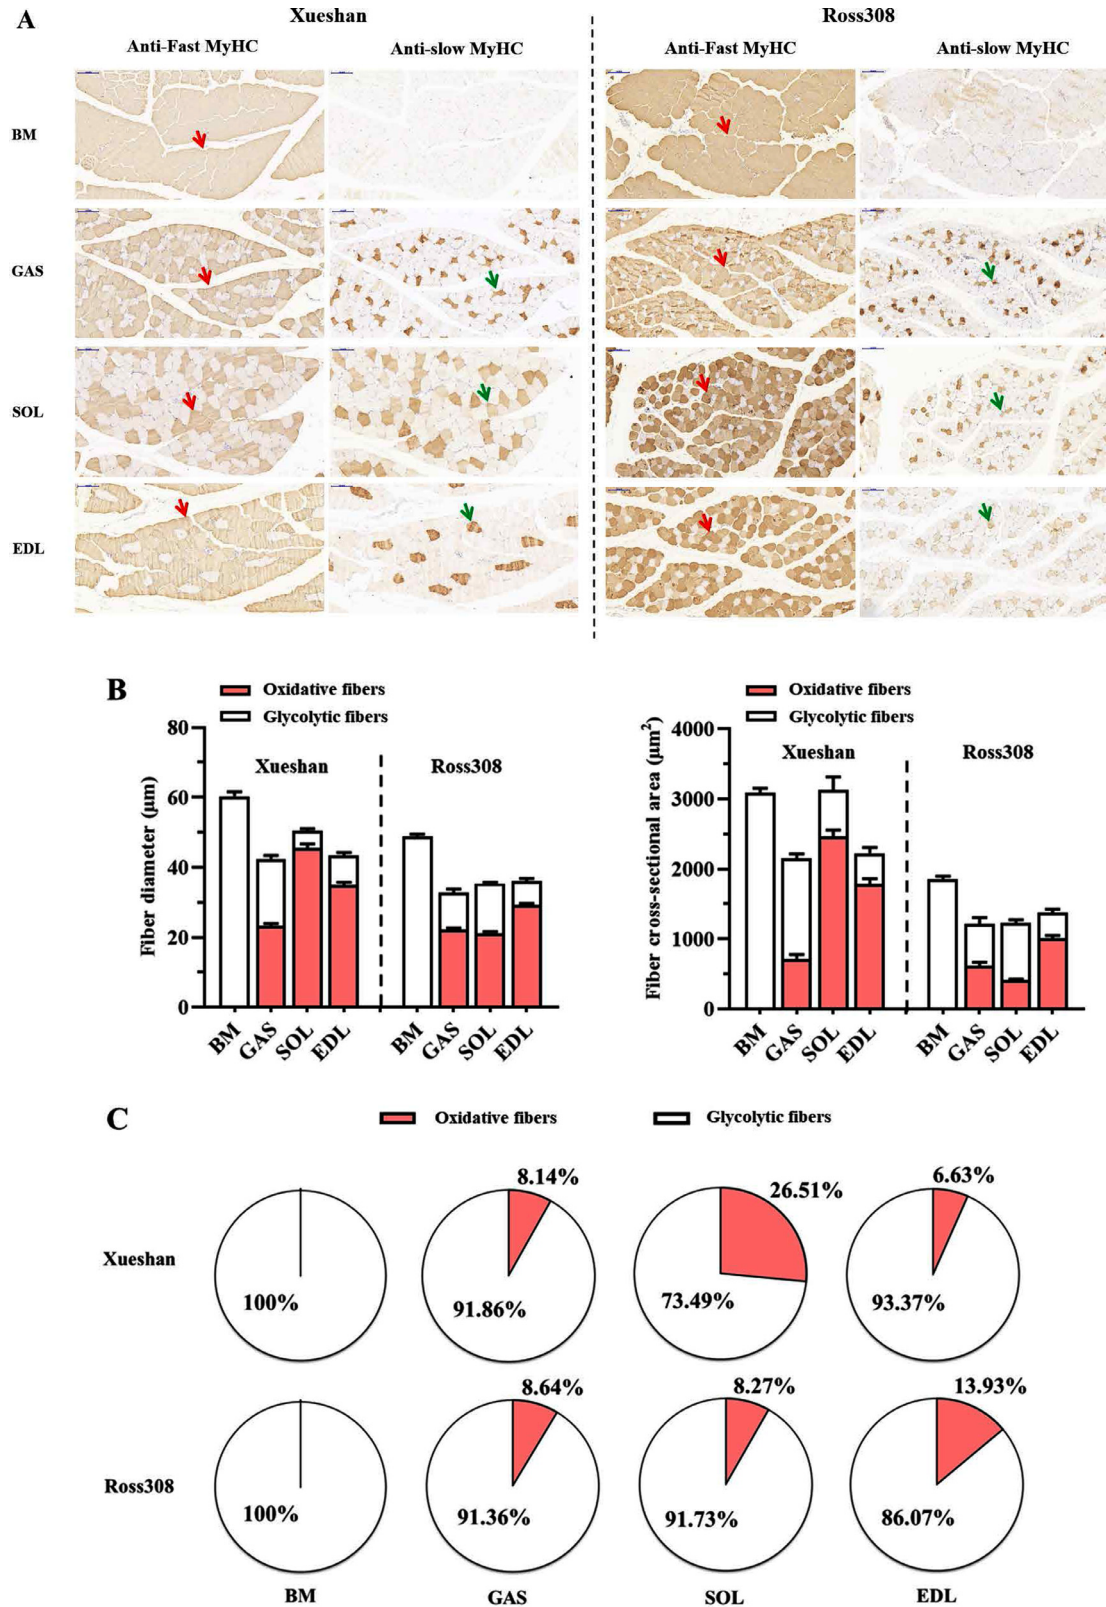 A
Xueshan
Ross308
Anti-Fast MyHC
Anti-slow MyHC
Anti-Fast MyHC
Anti-slow MyHC
BM
GAS
SOL
EDL
B
Oxidative fibers
Glycolytic fibers
Xueshan
Ross308
Fiber diameter (μm)
80
60
40
20
0
BM
GAS
SOL
EDL
BM
GAS
SOL
EDL
Oxidative fibers
Glycolytic fibers
Xueshan
Ross308
Fiber cross-sectional area (μm²)
4000
3000
2000
1000
0
BM
GAS
SOL
EDL
BM
GAS
SOL
EDL
C
Oxidative fibers
Glycolytic fibers
Xueshan
100%
8.14%
91.86%
26.51%
73.49%
6.63%
93.37%
Ross308
100%
8.64%
91.36%
8.27%
91.73%
13.93%
86.07%
BM
GAS
SOL
EDL